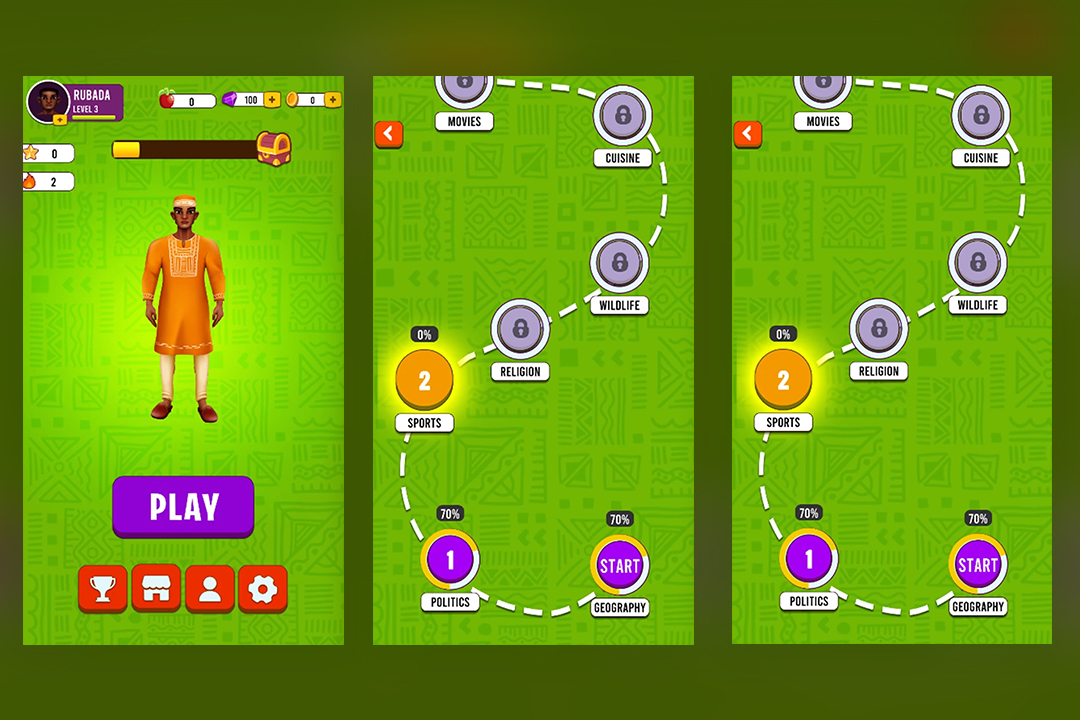 RUBADA
LEVEL 3
0
100
0
0
2
PLAY
MOVIES
CUISINE
WILDLIFE
RELIGION
0%
2
SPORTS
70%
1
POLITICS
70%
START
GEOGRAPHY
MOVIES
CUISINE
WILDLIFE
RELIGION
0%
2
SPORTS
70%
1
POLITICS
70%
START
GEOGRAPHY